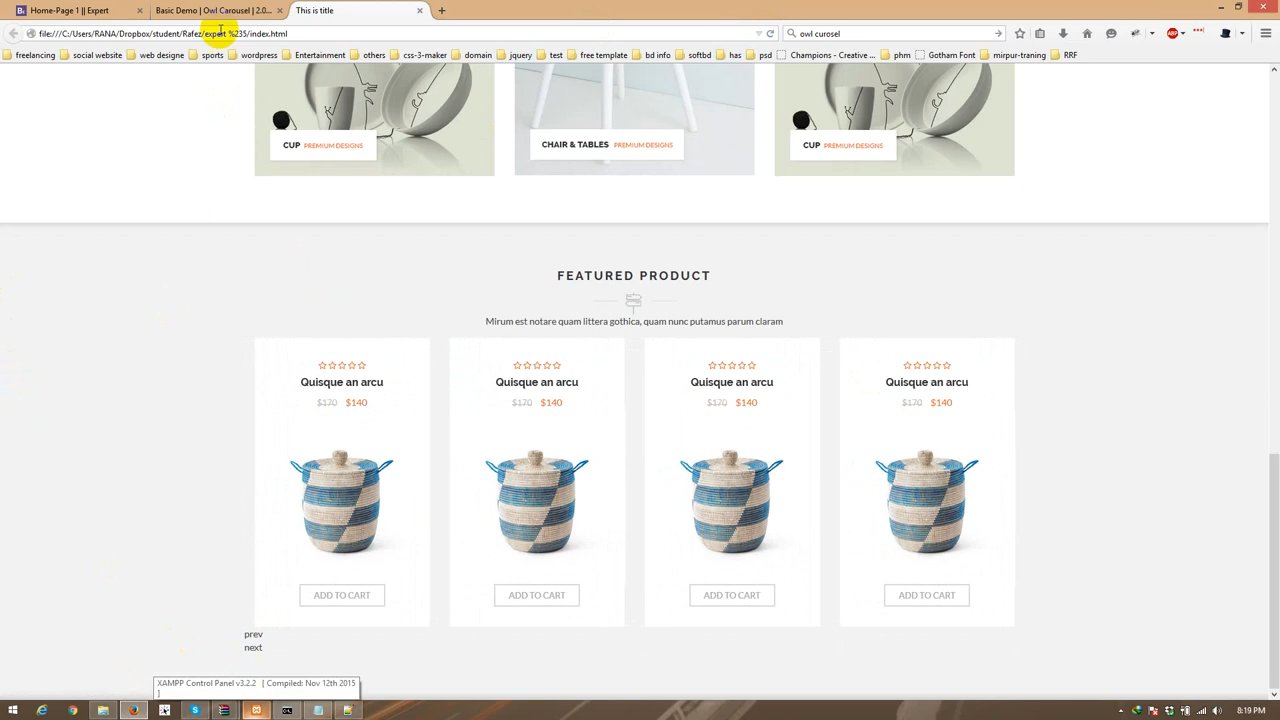 Home-Page 1 || Expert
Basic Demo | Owl Carousel | 2.0...
This is title
file:///C:/Users/RANA/Dropbox/student/Rafez/expert %235/index.html
owl curosel
freelancing
social website
web designe
sports
wordpress
Entertainment
others
css-3-maker
tamain
jquery
test
free template
bd info
softbd
has
psd
Champions - Creative ...
phm
Gotham Font
mirpur-traning
RRF
CUP PREMIUM DESIGNS
CHAIR & TABLES PREMIUM DESIGNS
CUP PREMIUM DESIGNS
FEATURED PRODUCT
Mirum est notare quam littera gothica, quam nunc putamus parum claram
Quisque an arcu
Quisque an arcu
Quisque an arcu
Quisque an arcu
$170 $140
$170 $140
$170 $140
$170 $140
ADD TO CART
ADD TO CART
ADD TO CART
ADD TO CART
prev
next
XAMPP Control Panel v3.2.2 [ Compiled: Nov 12th 2015
]
8:19 PM